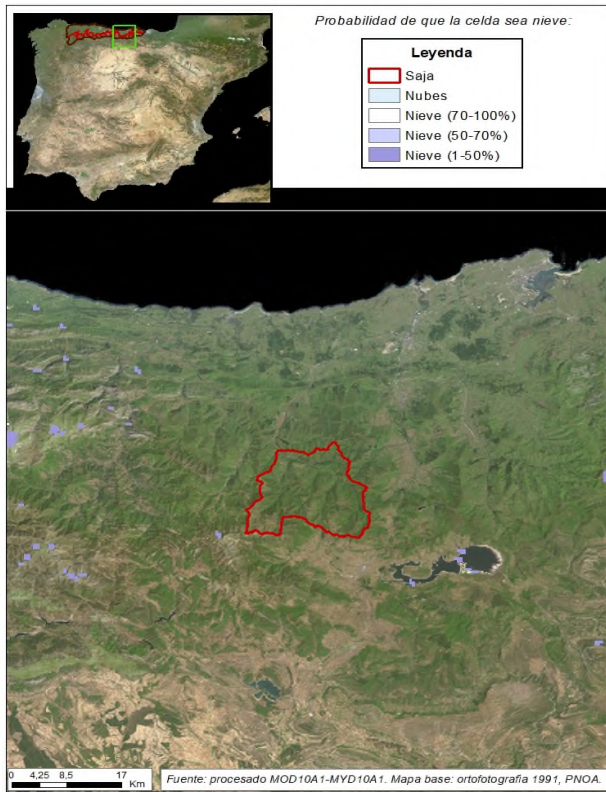 Probabilidad de que la celda sea nieve:
Leyenda
Saja
Nubes
Nieve (70-100%)
Nieve (50-70%)
Nieve (1-50%)
0 4,25 8,5 17
Km
Fuente: procesado MOD10A1-MYD10A1. Mapa base: ortofotografia 1991, PNOA.